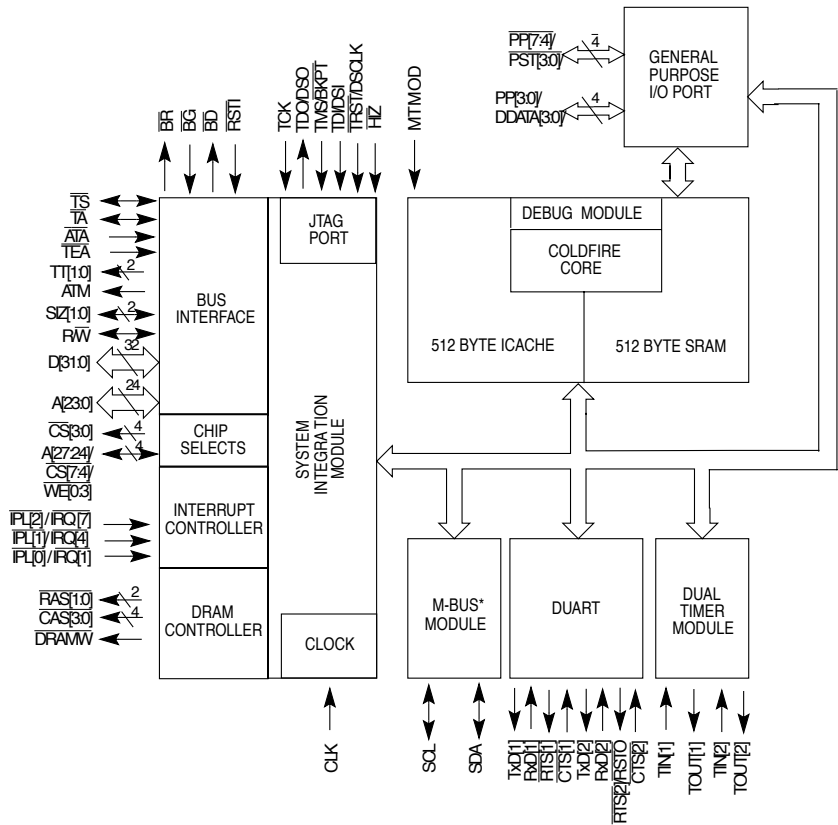 PP[7:4]/
PST[3:0]/
4
PP[3:0]/
DDATA[3:0]/
4
GENERAL
PURPOSE
I/O PORT
BR
BG
BD
RSTI
TCK
TDO/DSO
TMS/BKPT
TDI/DSI
TRST/DSCLK
HIZ
MTMOD
TS
TA
ATA
TEA
TT[1:0]
2
ATM
SIZ[1:0]
2
R/W
D[31:0]
32
A[23:0]
24
CS[3:0]
4
A[27:24]/
4
CS[7:4]/
WE[0:3]
IPL[2]/IRQ[7]
IPL[1]/IRQ[4]
IPL[0]/IRQ[1]
RAS[1:0]
2
CAS[3:0]
4
DRAMW
BUS
INTERFACE
CHIP
SELECTS
INTERRUPT
CONTROLLER
DRAM
CONTROLLER
JTAG
PORT
SYSTEM
INTEGRATION
MODULE
CLOCK
CLK
DEBUG MODULE
COLDFIRE
CORE
512 BYTE ICACHE
512 BYTE SRAM
M-BUS*
MODULE
DUART
DUAL
TIMER
MODULE
SCL
SDA
TxD[1]
RxD[1]
RTS[1]
CTS[1]
TxD[2]
RxD[2]
RTS[2]/RSTO
CTS[2]
TIN[1]
TOUT[1]
TIN[2]
TOUT[2]